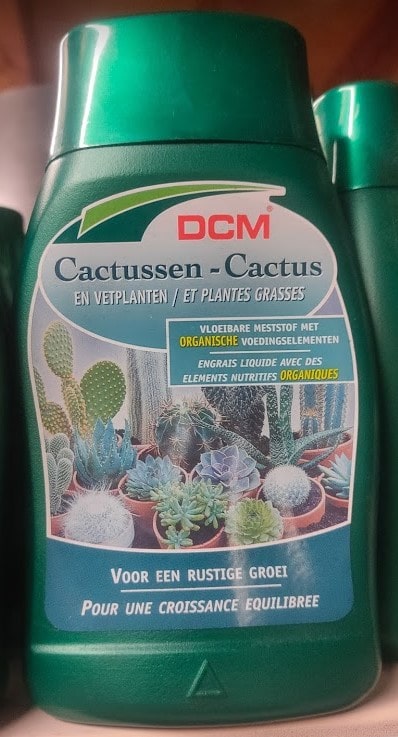 DCM
Cactussen - Cactus
EN VETPLANTEN / ET PLANTES GRASSES
VLOEIBARE MESTSTOF MET
ORGANISCHE VOEDINGSELEMENTEN
ENGRAIS LIQUIDE AVEC DES
ELEMENTS NUTRITIFS ORGANIQUES
VOOR EEN RUSTIGE GROEI
POUR UNE CROISSANCE EQUILIBREE